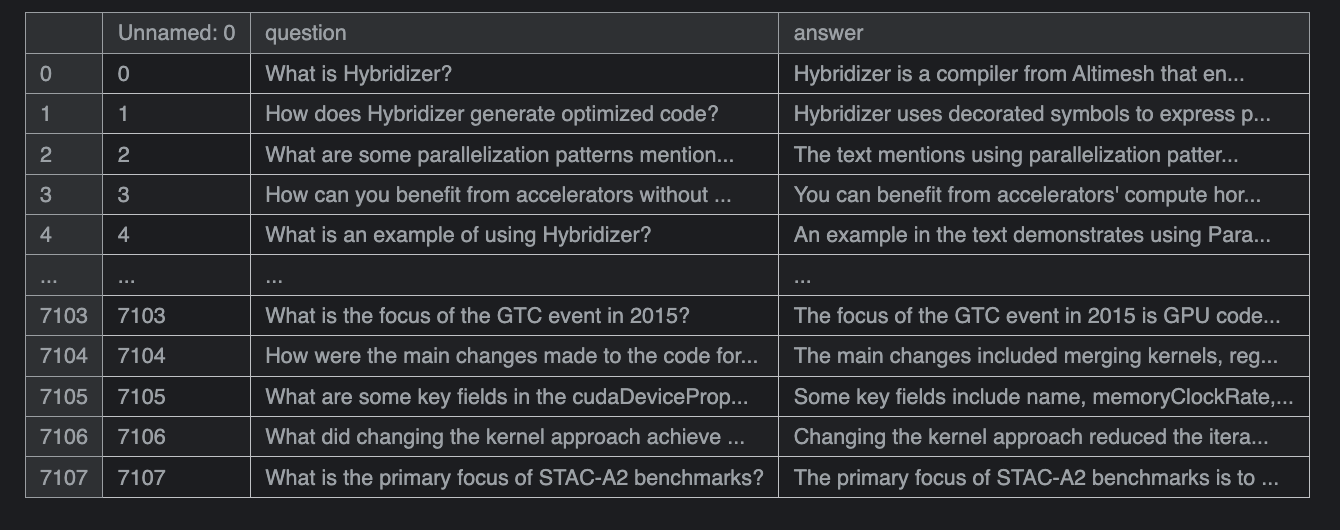 Unnamed: 0 question answer
0 0 What is Hybridizer? Hybridizer is a compiler from Altimesh that en...
1 1 How does Hybridizer generate optimized code? Hybridizer uses decorated symbols to express p...
2 2 What are some parallelization patterns mention... The text mentions using parallelization patter...
3 3 How can you benefit from accelerators without ... You can benefit from accelerators' compute hor...
4 4 What is an example of using Hybridizer? An example in the text demonstrates using Para...
... ... ... ...
7103 7103 What is the focus of the GTC event in 2015? The focus of the GTC event in 2015 is GPU code...
7104 7104 How were the main changes made to the code for... The main changes included merging kernels, reg...
7105 7105 What are some key fields in the cudaDeviceProp... Some key fields include name, memoryClockRate,...
7106 7106 What did changing the kernel approach achieve ... Changing the kernel approach reduced the itera...
7107 7107 What is the primary focus of STAC-A2 benchmarks? The primary focus of STAC-A2 benchmarks is to ...